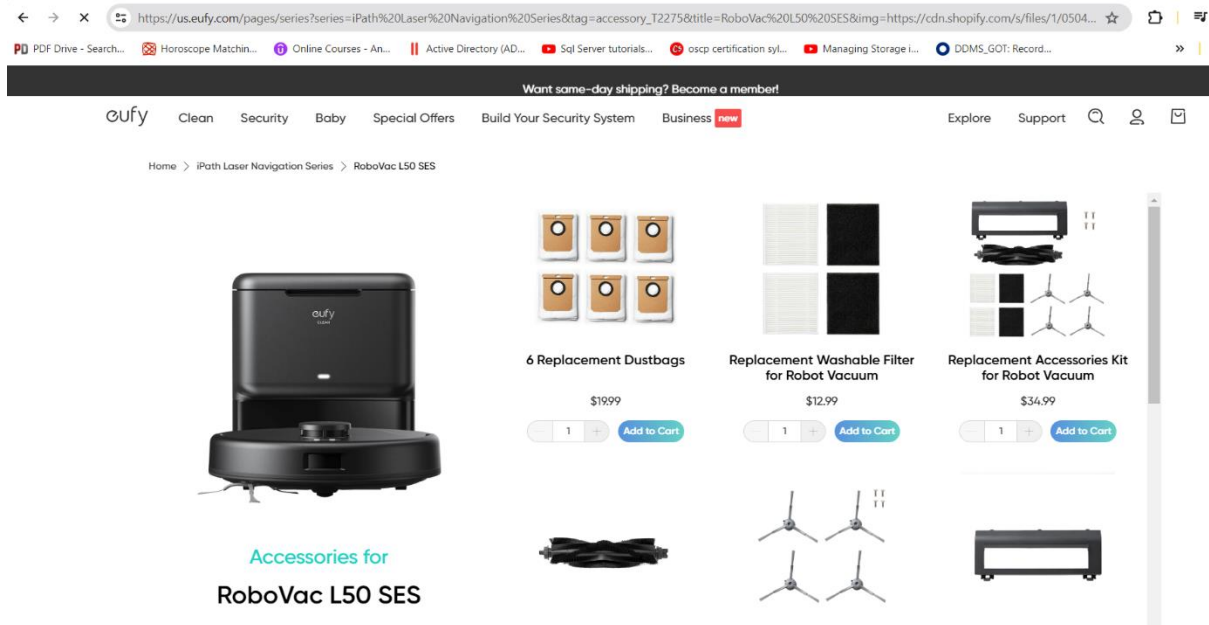 https://us.eufy.com/pages/series?series=iPath%20Laser%20Navigation%20Series&tag=accessory_T2275&title=RoboVac%20L50%20SES&img=https://cdn.shopify.com/s/files/1/0504...
PD PDF Drive - Search... Horoscope Matchin... Online Courses - An... Active Directory (AD... Sql Server tutorials... oscp certification syl... Managing Storage i... DDMS_GOT: Record... »
Want same-day shipping? Become a member!
eufy Clean Security Baby Special Offers Build Your Security System Business new Explore Support
Home > iPath Laser Navigation Series > RoboVac L50 SES
eufy
CLEAN
Accessories for
RoboVac L50 SES
6 Replacement Dustbags
$19.99
1 + Add to Cart
Replacement Washable Filter
for Robot Vacuum
$12.99
1 + Add to Cart
Replacement Accessories Kit
for Robot Vacuum
$34.99
1 + Add to Cart